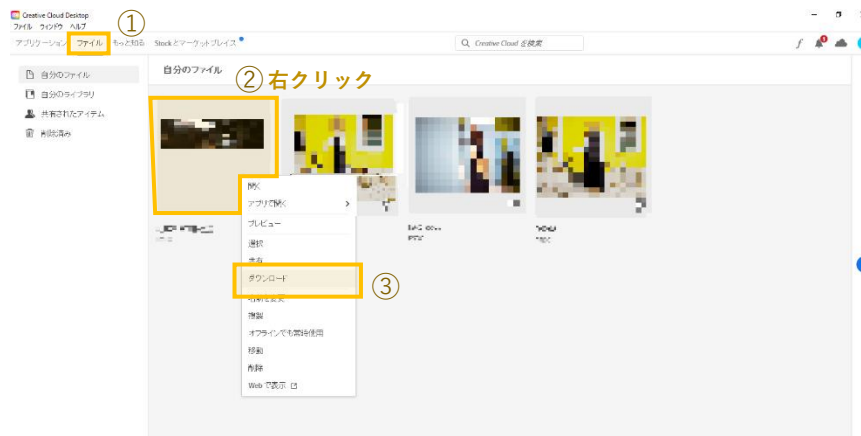 Creative Cloud Desktop
ファイル ウィンドウ ヘルプ
①
アプリケーション ファイル もっと知る Stock とマーケットプレイス
Creative Cloud を検索
自分のファイル
自分のライブラリ
共有されたアイテム
削除済み
自分のファイル
② 右クリック
開く
アプリで開く
プレビュー
選択
共有
ダウンロード
③
名前を変更
複製
オフラインでも常時使用
移動
削除
Web で表示